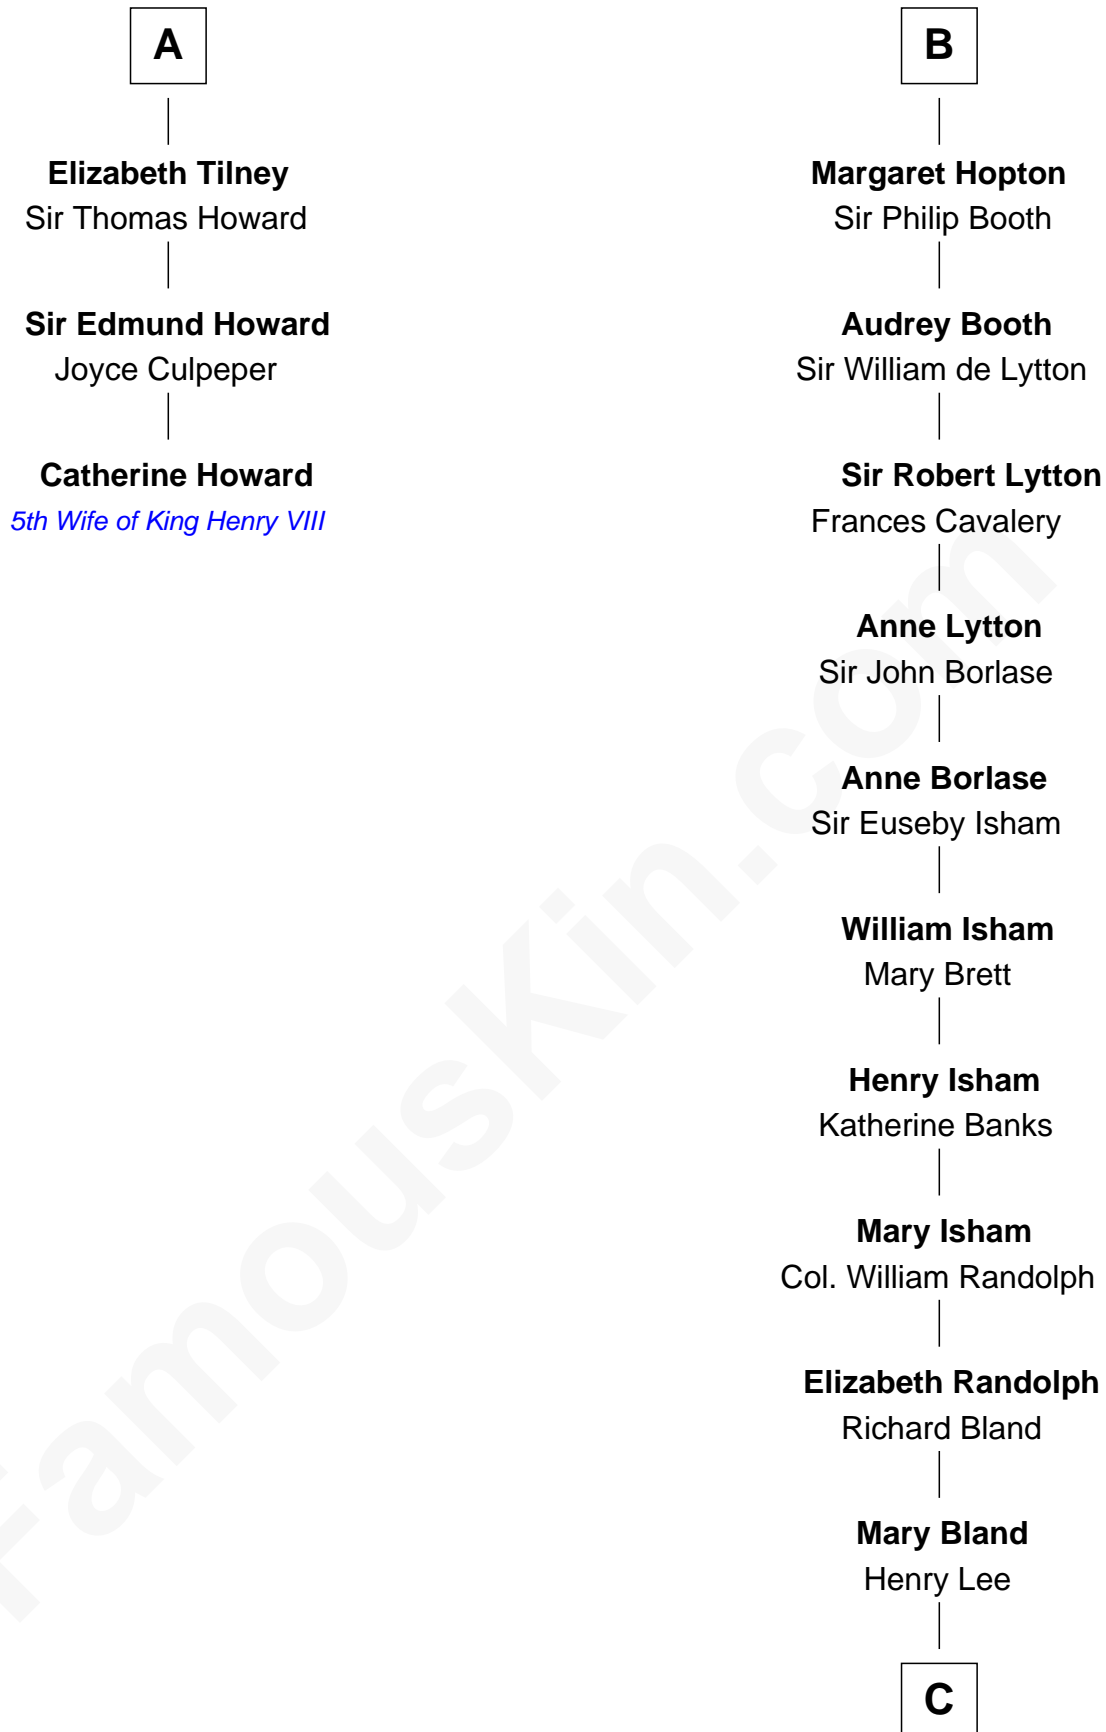 A
Elizabeth Tilney
Sir Thomas Howard
Sir Edmund Howard
Joyce Culpeper
Catherine Howard
5th Wife of King Henry VIII
B
Margaret Hopton
Sir Philip Booth
Audrey Booth
Sir William de Lytton
Sir Robert Lytton
Frances Cavalery
Anne Lytton
Sir John Borlase
Anne Borlase
Sir Euseby Isham
William Isham
Mary Brett
Henry Isham
Katherine Banks
Mary Isham
Col. William Randolph
Elizabeth Randolph
Richard Bland
Mary Bland
Henry Lee
C
FamousKin.com